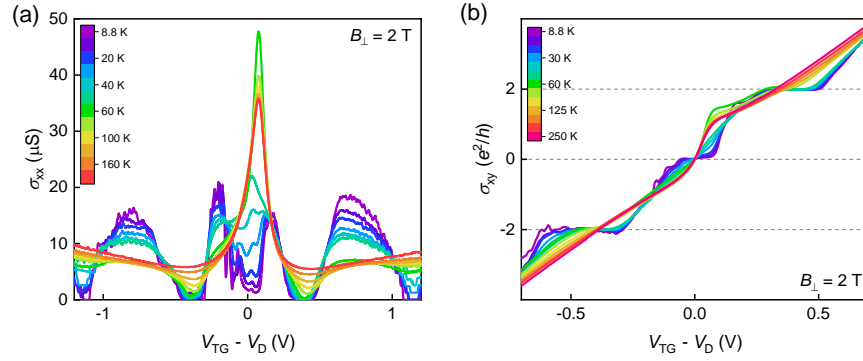 (a)
B⊥ = 2 T
50
40
30
20
10
0
σxx (μS)
8.8 K
20 K
40 K
60 K
100 K
160 K
-1
0
1
VTG - VD (V)
(b)
8.8 K
30 K
60 K
125 K
250 K
2
0
-2
σxy (e²/h)
B⊥ = 2 T
-0.5
0.0
0.5
VTG - VD (V)